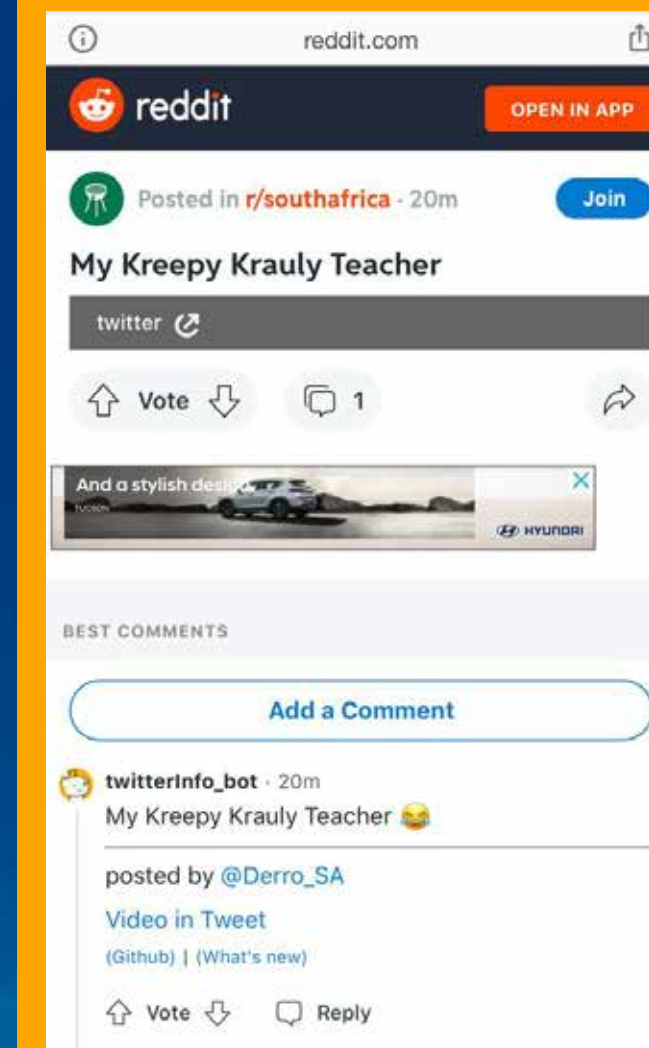 reddit.com
reddit
OPEN IN APP
Posted in r/southafrica · 20m
Join
My Kreepy Krauly Teacher
twitter
Vote
1
And a stylish design.
TUCSON
HYUNDAI
BEST COMMENTS
Add a Comment
twitterInfo_bot · 20m
My Kreepy Krauly Teacher 😂
posted by @Derro_SA
Video in Tweet
(Github) | (What's new)
Vote
Reply